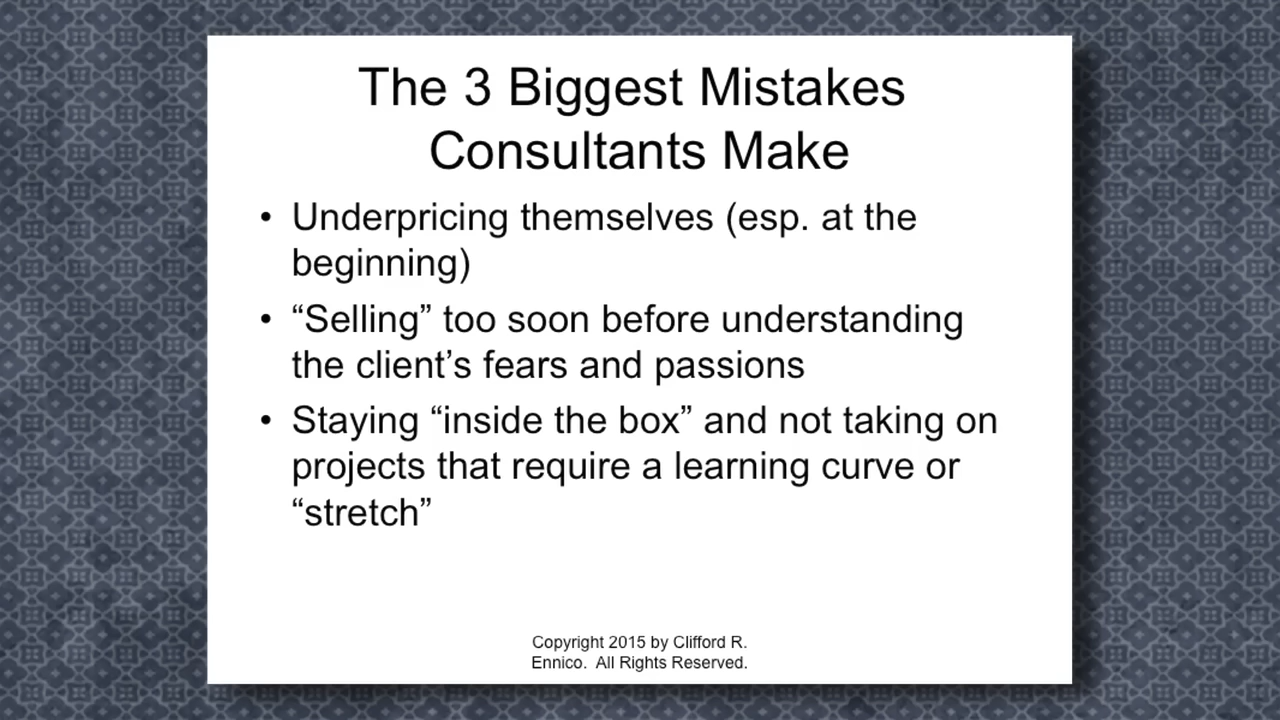 The 3 Biggest Mistakes
Consultants Make
• Underpricing themselves (esp. at the
beginning)
• “Selling” too soon before understanding
the client’s fears and passions
• Staying “inside the box” and not taking on
projects that require a learning curve or
“stretch”
Copyright 2015 by Clifford R.
Ennico.  All Rights Reserved.